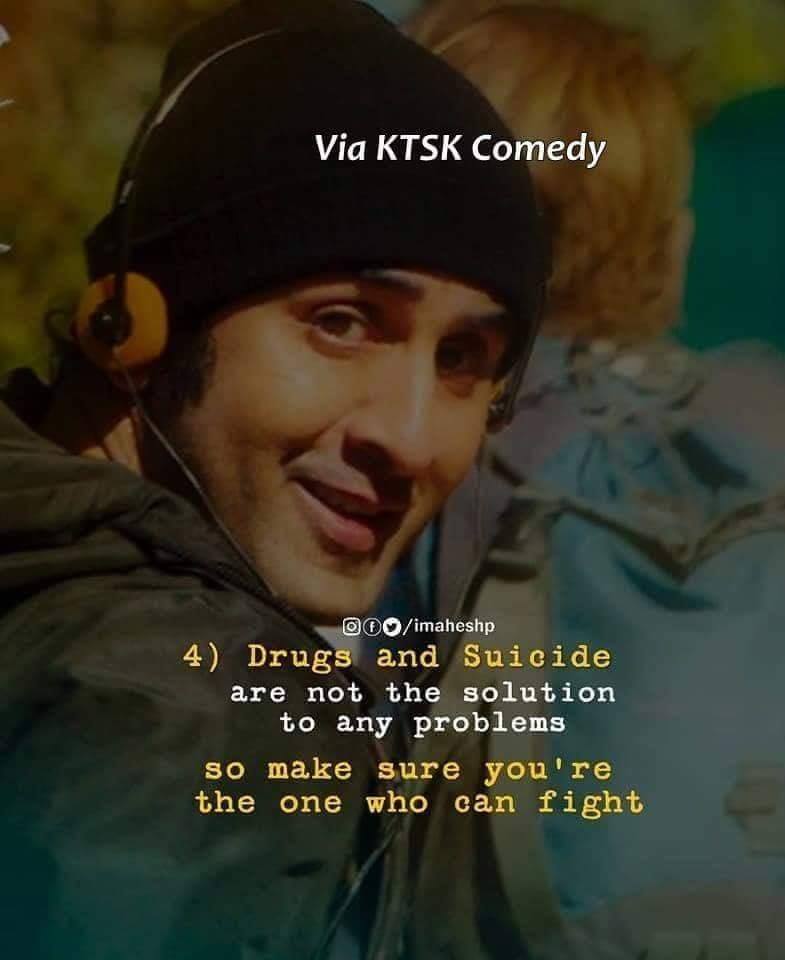 Via KTSK Comedy
/imaheshp
4) Drugs and Suicide
are not the solution
to any problems
so make sure you're
the one who can fight